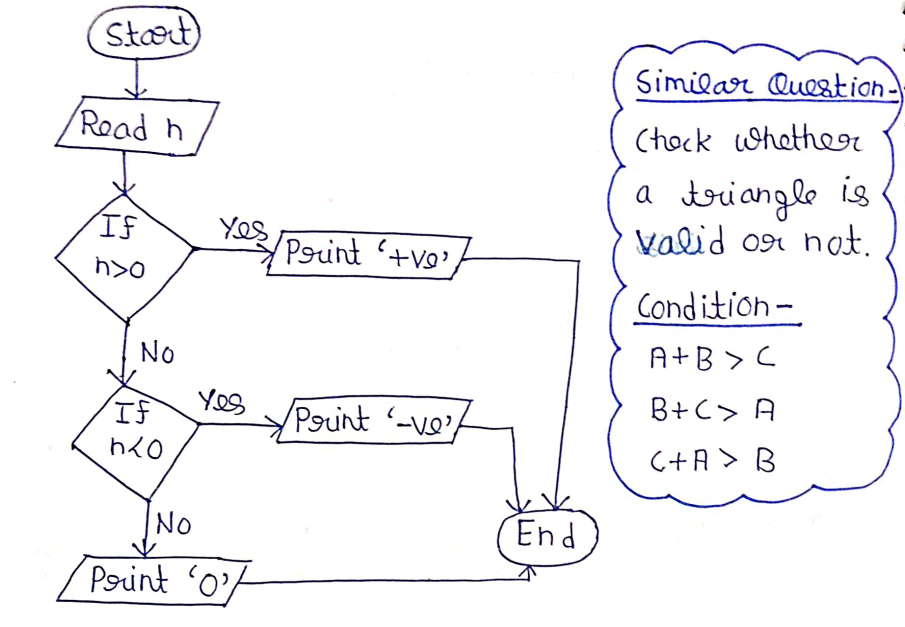 Start
Read n
If
n>0
Yes
Print '+ve'
No
If
n<0
Yes
Print '-ve'
No
Print '0'
End
Similar Question-
Check whether
a triangle is
valid or not.
Condition-
A+B > C
B+C > A
C+A > B